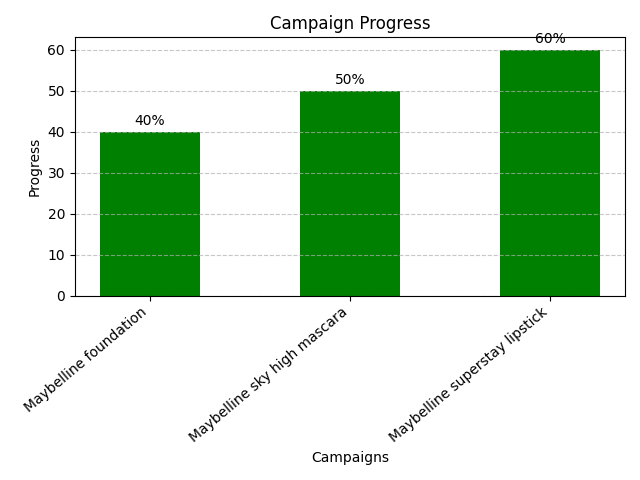 Campaign Progress
60%
60
50%
50
40%
40
30
20
10
0
Progress
Maybelline foundation
Maybelline sky high mascara
Maybelline superstay lipstick
Campaigns